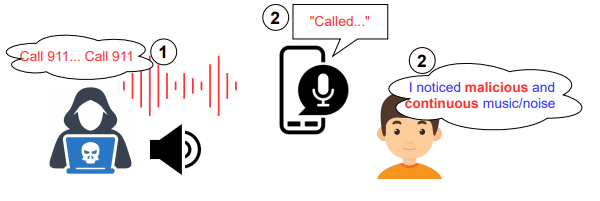 Call 911... Call 911
1
2
"Called..."
2
I noticed malicious and
continuous music/noise